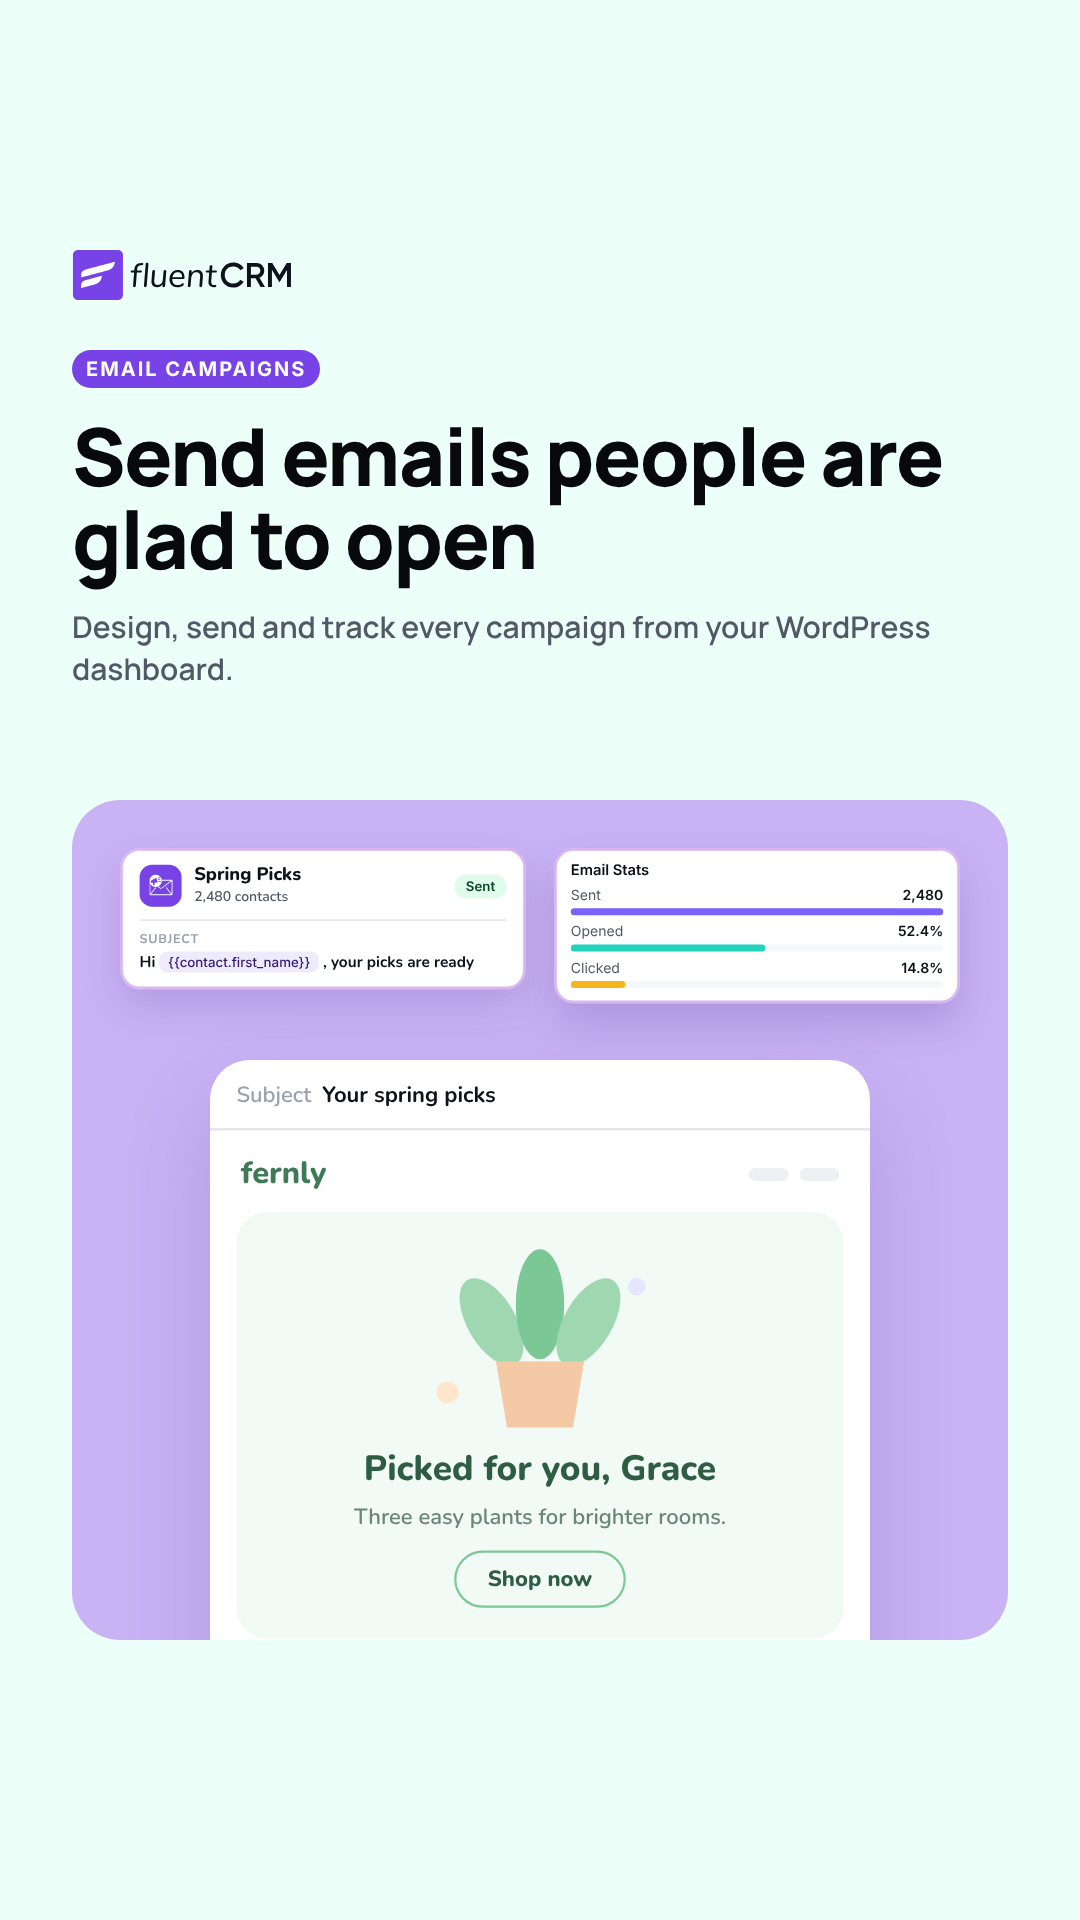 fluentCRM
EMAIL CAMPAIGNS
Send emails people are
glad to open
Design, send and track every campaign from your WordPress
dashboard.
Spring Picks
2,480 contacts
Sent
SUBJECT
Hi {{contact.first_name}} , your picks are ready
Email Stats
Sent 2,480
Opened 52.4%
Clicked 14.8%
Subject Your spring picks
fernly
Picked for you, Grace
Three easy plants for brighter rooms.
Shop now